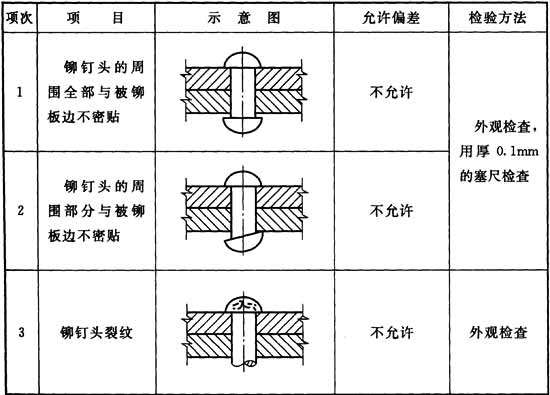 项次 项 目 示 意 图 允许偏差 检验方法
1
铆钉头的周
围全部与被铆
板边不密贴
不允许
外观检查，
用厚 0.1mm
的塞尺检查
2
铆钉头的周
围部分与被铆
板边不密贴
不允许
3 铆钉头裂纹 不允许 外观检查